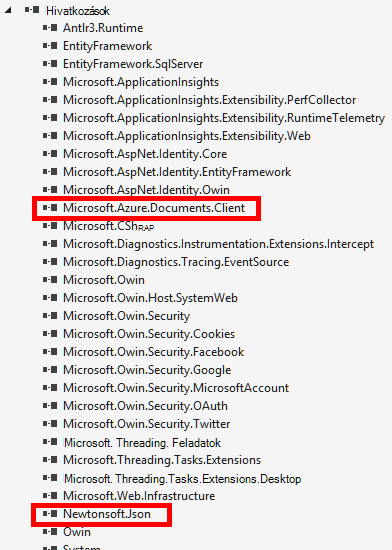 Hivatkozások
Antlr3.Runtime
EntityFramework
EntityFramework.SqlServer
Microsoft.ApplicationInsights
Microsoft.ApplicationInsights.Extensibility.PerfCollector
Microsoft.ApplicationInsights.Extensibility.RuntimeTelemetry
Microsoft.ApplicationInsights.Extensibility.Web
Microsoft.AspNet.Identity.Core
Microsoft.AspNet.Identity.EntityFramework
Microsoft.AspNet.Identity.Owin
Microsoft.Azure.Documents.Client
Microsoft.CShRAP
Microsoft.Diagnostics.Instrumentation.Extensions.Intercept
Microsoft.Diagnostics.Tracing.EventSource
Microsoft.Owin
Microsoft.Owin.Host.SystemWeb
Microsoft.Owin.Security
Microsoft.Owin.Security.Cookies
Microsoft.Owin.Security.Facebook
Microsoft.Owin.Security.Google
Microsoft.Owin.Security.MicrosoftAccount
Microsoft.Owin.Security.OAuth
Microsoft.Owin.Security.Twitter
Microsoft. Threading. Feladatok
Microsoft.Threading.Tasks.Extensions
Microsoft. Threading.Tasks.Extensions.Desktop
Microsoft.Web.Infrastructure
Newtonsoft.Json
Owin
System